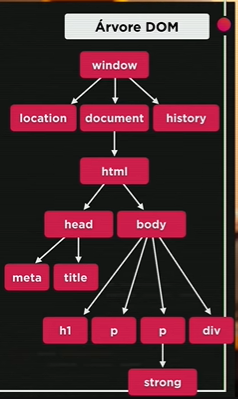 Árvore DOM
window
location document history
html
head body
meta title
h1 p p div
strong